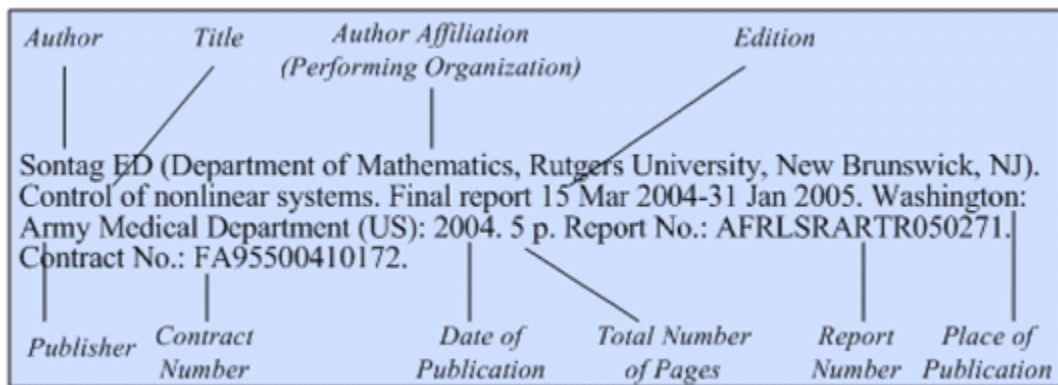 Author Title Author Affiliation Edition
(Performing Organization)
Sontag ED (Department of Mathematics, Rutgers University, New Brunswick, NJ).
Control of nonlinear systems. Final report 15 Mar 2004-31 Jan 2005. Washington:
Army Medical Department (US): 2004. 5 p. Report No.: AFRLSRARTR050271.
Contract No.: FA95500410172.
Publisher Contract Date of Total Number Report Place of
Number Publication of Pages Number Publication